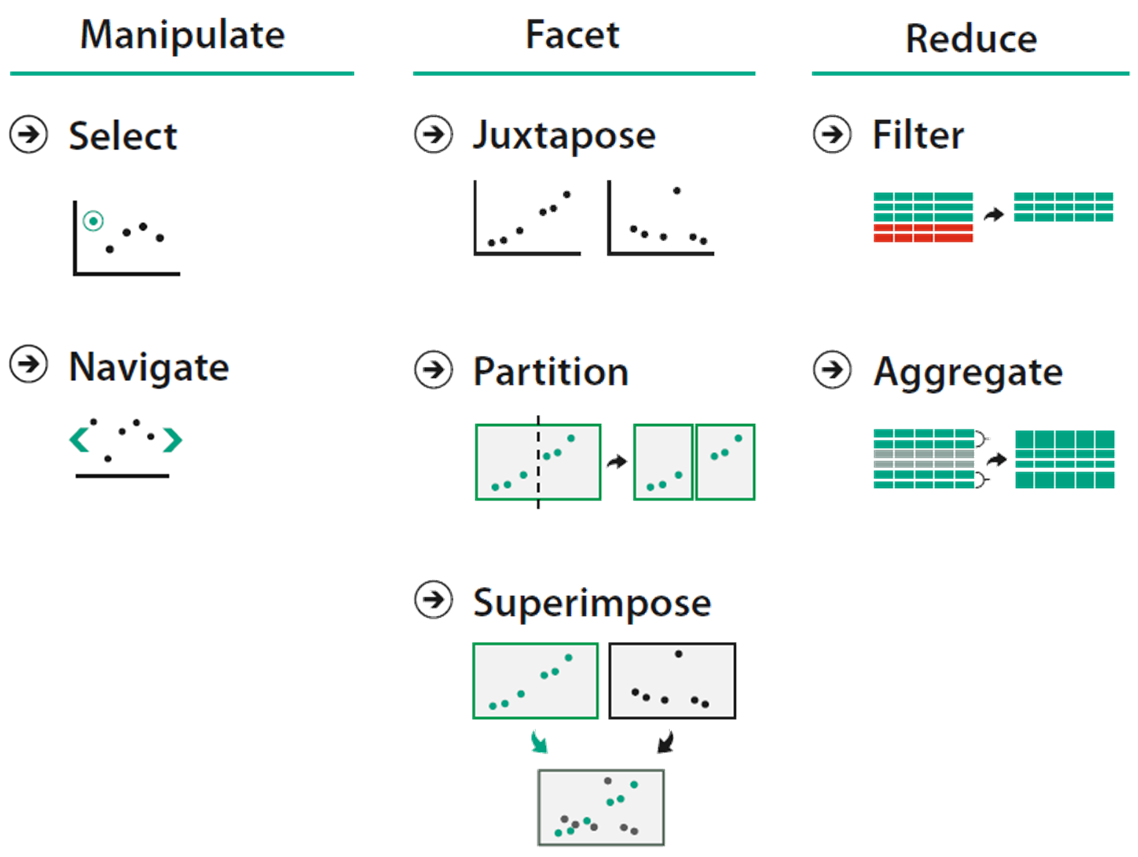 Manipulate
Select
Navigate
Facet
Juxtapose
Partition
Superimpose
Reduce
Filter
Aggregate